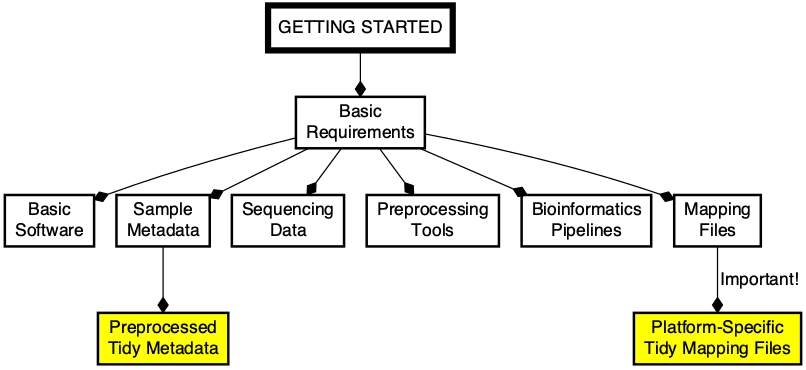 GETTING STARTED
Basic
Requirements
Basic
Software
Sample
Metadata
Sequencing
Data
Preprocessing
Tools
Bioinformatics
Pipelines
Mapping
Files
Important!
Preprocessed
Tidy Metadata
Platform-Specific
Tidy Mapping Files